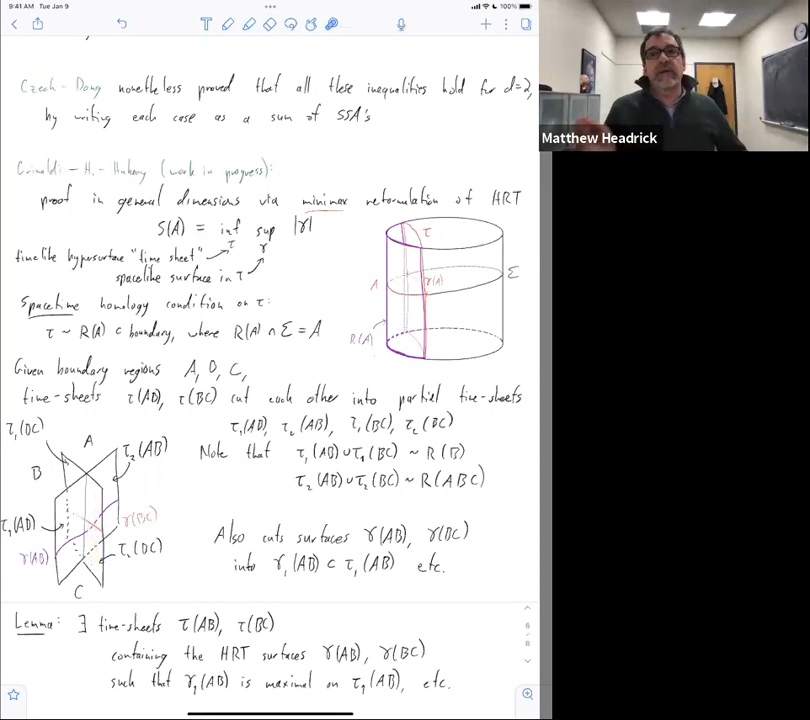 9:41 AM Tue Jan 9
100%
Czech - Dong nonetheless proved that all these inequalities hold for d=2,
by writing each case as a sum of SSA's
Grimaldi - H. - Hubeny (work in progress):
proof in general dimensions via minimax reformulation of HRT
S(A) = inf sup |γ|
τ γ
timelike hypersurface "time sheet"
spacelike surface in τ
Spacetime homology condition on τ:
τ ~ R(A) ⊂ boundary, where R(A) ∩ Σ = A
τ
Σ
A
γ(A)
R(A)
Given boundary regions A, B, C,
time-sheets τ(AB), τ(BC) cut each other into partial time-sheets
τ₁(AB), τ₂(AB), τ₁(BC), τ₂(BC)
Note that τ₁(AB) ∪ τ₁(BC) ~ R(B)
τ₂(AB) ∪ τ₂(BC) ~ R(ABC)
τ₁(BC)
A
τ₂(AB)
B
τ₁(AB)
γ(BC)
γ(AB)
τ₂(BC)
C
Also cuts surfaces γ(AB), γ(BC)
into γ₁(AB) ⊂ τ₁(AB) etc.
Lemma: ∃ time-sheets τ(AB), τ(BC)
containing the HRT surfaces γ(AB), γ(BC)
such that γ₁(AB) is maximal on τ₁(AB), etc.
6
8
Matthew Headrick